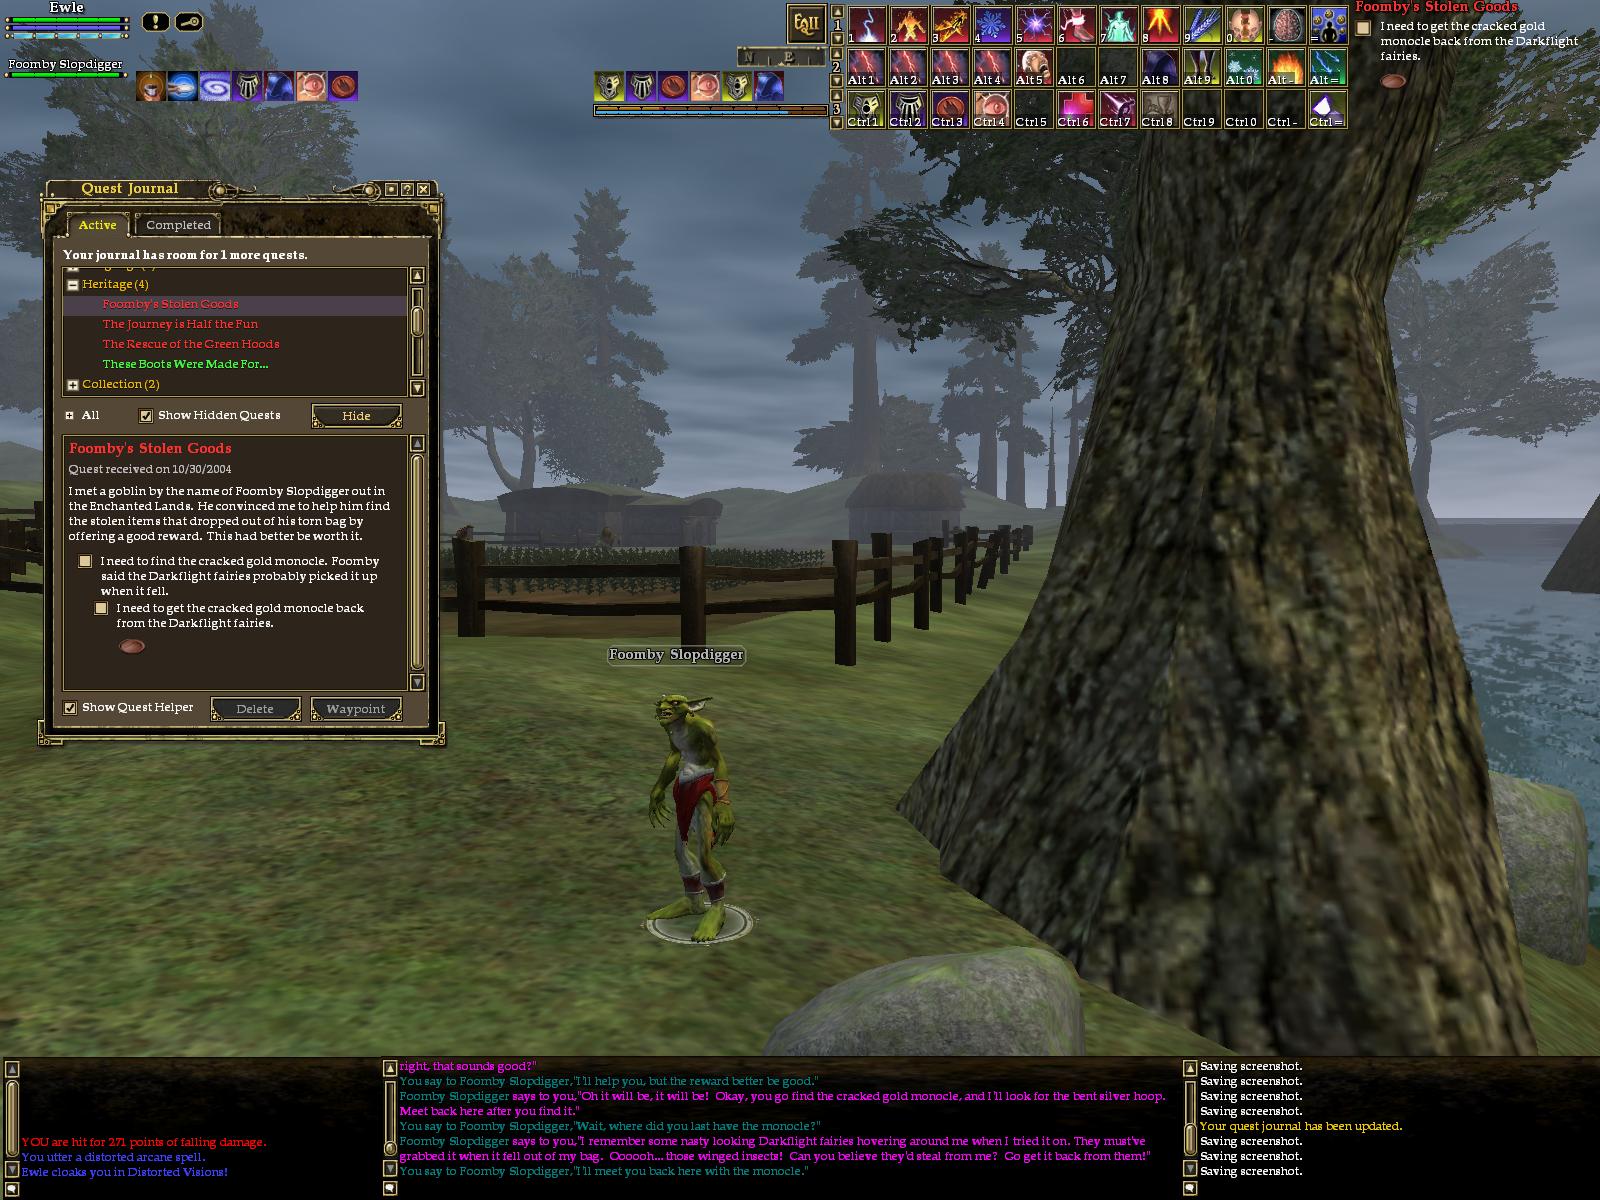 Ewle
Foomby Slopdigger
EQII
N E
1
1 2 3 4 5 6 7 8 9 0 - =
2
Alt1 Alt2 Alt3 Alt4 Alt5 Alt6 Alt7 Alt8 Alt9 Alt0 Alt- Alt=
3
Ctrl1 Ctrl2 Ctrl3 Ctrl4 Ctrl5 Ctrl6 Ctrl7 Ctrl8 Ctrl9 Ctrl0 Ctrl- Ctrl=
Foomby's Stolen Goods
I need to get the cracked gold
monocle back from the Darkflight
fairies.
Quest Journal
Active Completed
Your journal has room for 1 more quests.
Heritage (4)
Foomby's Stolen Goods
The Journey is Half the Fun
The Rescue of the Green Hoods
These Boots Were Made For...
Collection (2)
All Show Hidden Quests Hide
Foomby's Stolen Goods
Quest received on 10/30/2004
I met a goblin by the name of Foomby Slopdigger out in
the Enchanted Lands. He convinced me to help him find
the stolen items that dropped out of his torn bag by
offering a good reward. This had better be worth it.
I need to find the cracked gold monocle. Foomby
said the Darkflight fairies probably picked it up
when it fell.
I need to get the cracked gold monocle back
from the Darkflight fairies.
Show Quest Helper Delete Waypoint
Foomby Slopdigger
YOU are hit for 271 points of falling damage.
You utter a distorted arcane spell.
Ewle cloaks you in Distorted Visions!
right, that sounds good?"
You say to Foomby Slopdigger,"I'll help you, but the reward better be good."
Foomby Slopdigger says to you,"Oh it will be, it will be! Okay, you go find the cracked gold monocle, and I'll look for the bent silver hoop.
Meet back here after you find it."
You say to Foomby Slopdigger,"Wait, where did you last have the monocle?"
Foomby Slopdigger says to you,"I remember some nasty looking Darkflight fairies hovering around me when I tried it on. They must've
grabbed it when it fell out of my bag. Oooooh... those winged insects! Can you believe they'd steal from me? Go get it back from them!"
You say to Foomby Slopdigger,"I'll meet you back here with the monocle."
Saving screenshot.
Saving screenshot.
Saving screenshot.
Saving screenshot.
Your quest journal has been updated.
Saving screenshot.
Saving screenshot.
Saving screenshot.